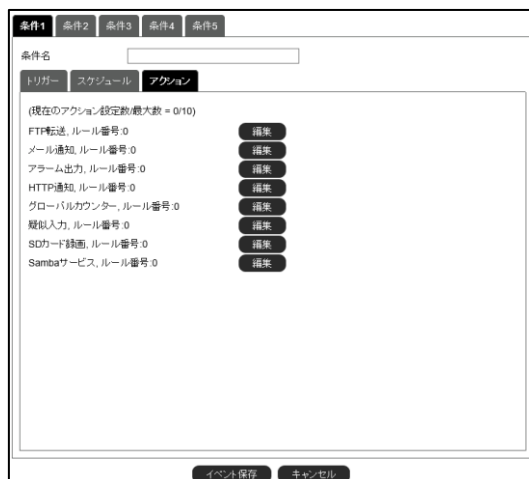 条件1 条件2 条件3 条件4 条件5
条件名
トリガー スケジュール アクション
(現在のアクション設定数/最大数 = 0/10)
FTP転送, ルール番号:0 編集
メール通知, ルール番号:0 編集
アラーム出力, ルール番号:0 編集
HTTP通知, ルール番号:0 編集
グローバルカウンター, ルール番号:0 編集
疑似入力, ルール番号:0 編集
SDカード録画, ルール番号:0 編集
Sambaサービス, ルール番号:0 編集
イベント保存 キャンセル